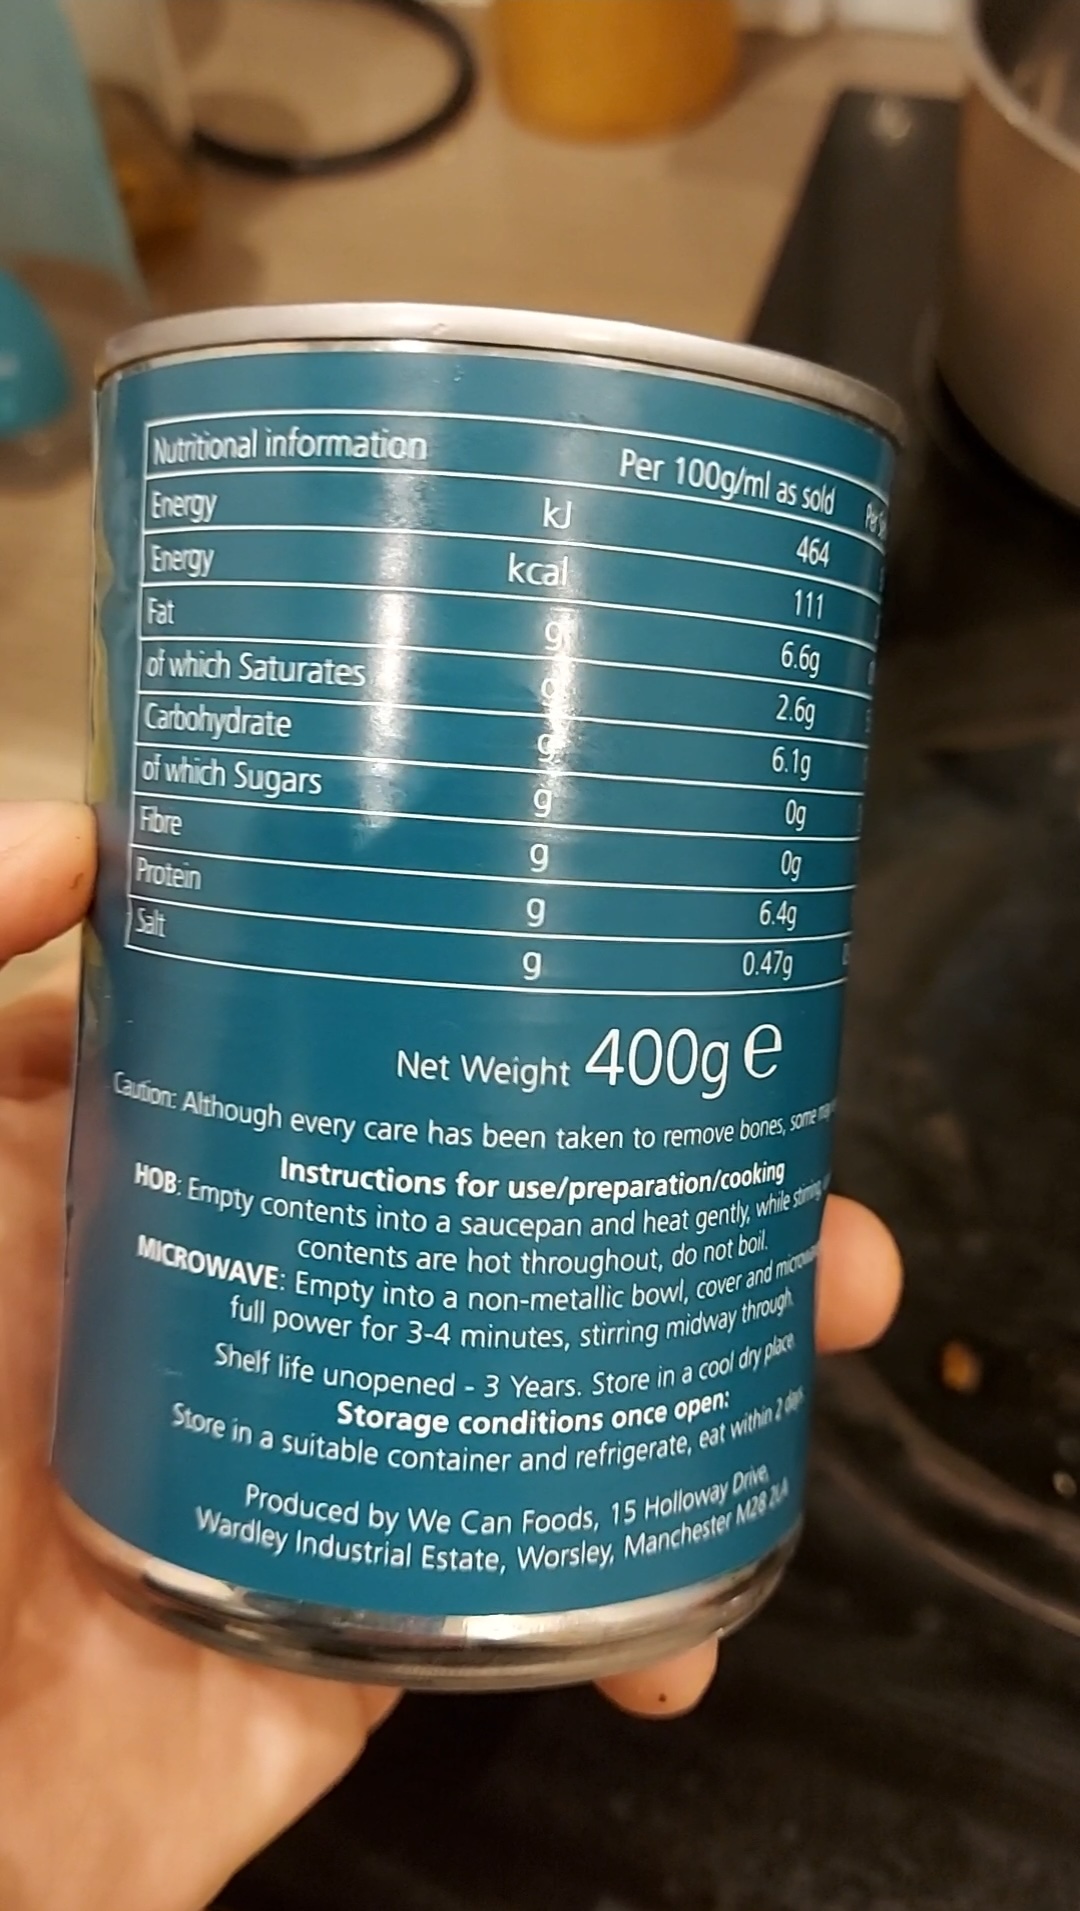 Nutritional information Per 100g/ml as sold Per
Energy kJ 464
Energy kcal 111
Fat g 6.6g
of which Saturates g 2.6g
Carbohydrate g 6.1g
of which Sugars g 0g
Fibre g 0g
Protein g 6.4g
Salt g 0.47g
Net Weight 400g e
Caution: Although every care has been taken to remove bones, some may
Instructions for use/preparation/cooking
HOB: Empty contents into a saucepan and heat gently, while stirring,
contents are hot throughout, do not boil.
MICROWAVE: Empty into a non-metallic bowl, cover and
full power for 3-4 minutes, stirring midway through.
Shelf life unopened - 3 Years. Store in a cool dry place.
Storage conditions once open:
Store in a suitable container and refrigerate, eat within 2 days
Produced by We Can Foods, 15 Holloway Drive,
Wardley Industrial Estate, Worsley, Manchester M28 2LA